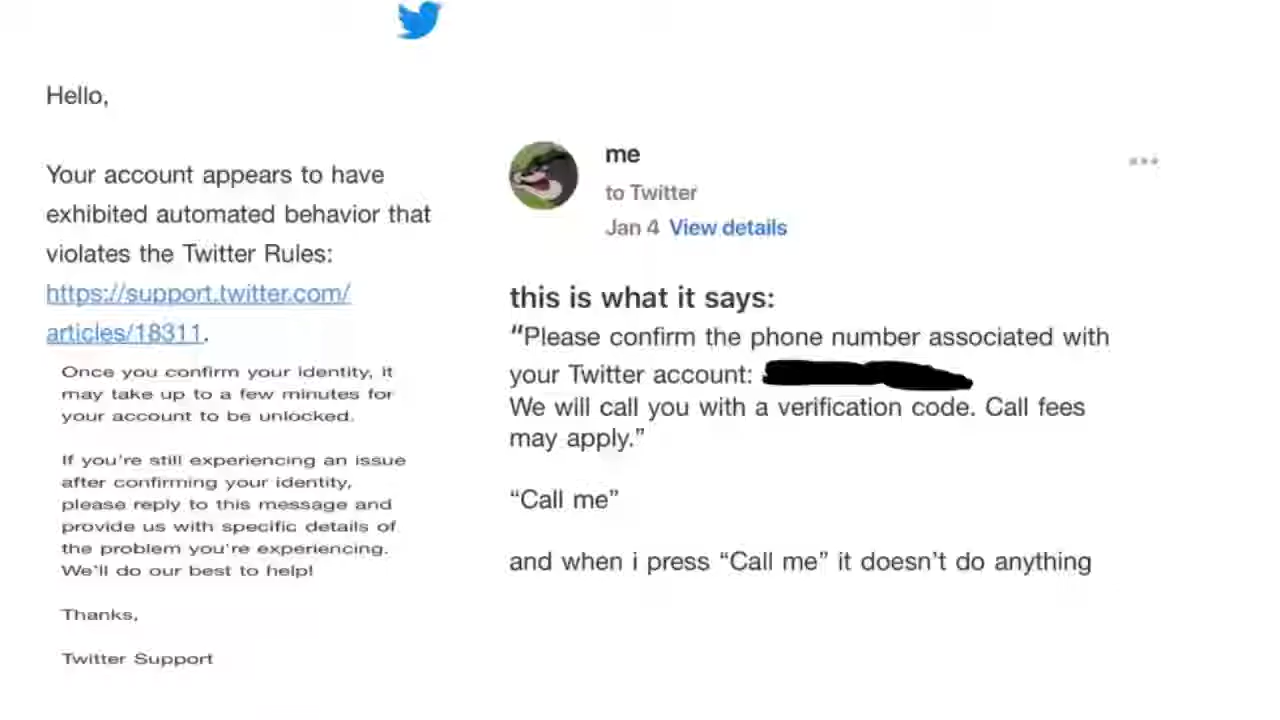 Hello,
Your account appears to have
exhibited automated behavior that
violates the Twitter Rules:
https://support.twitter.com/
articles/18311.
Once you confirm your identity, it
may take up to a few minutes for
your account to be unlocked.
If you're still experiencing an issue
after confirming your identity,
please reply to this message and
provide us with specific details of
the problem you're experiencing.
We'll do our best to help!
Thanks,
Twitter Support
me
to Twitter
Jan 4 View details
this is what it says:
“Please confirm the phone number associated with
your Twitter account:
We will call you with a verification code. Call fees
may apply.”
“Call me”
and when i press “Call me” it doesn’t do anything